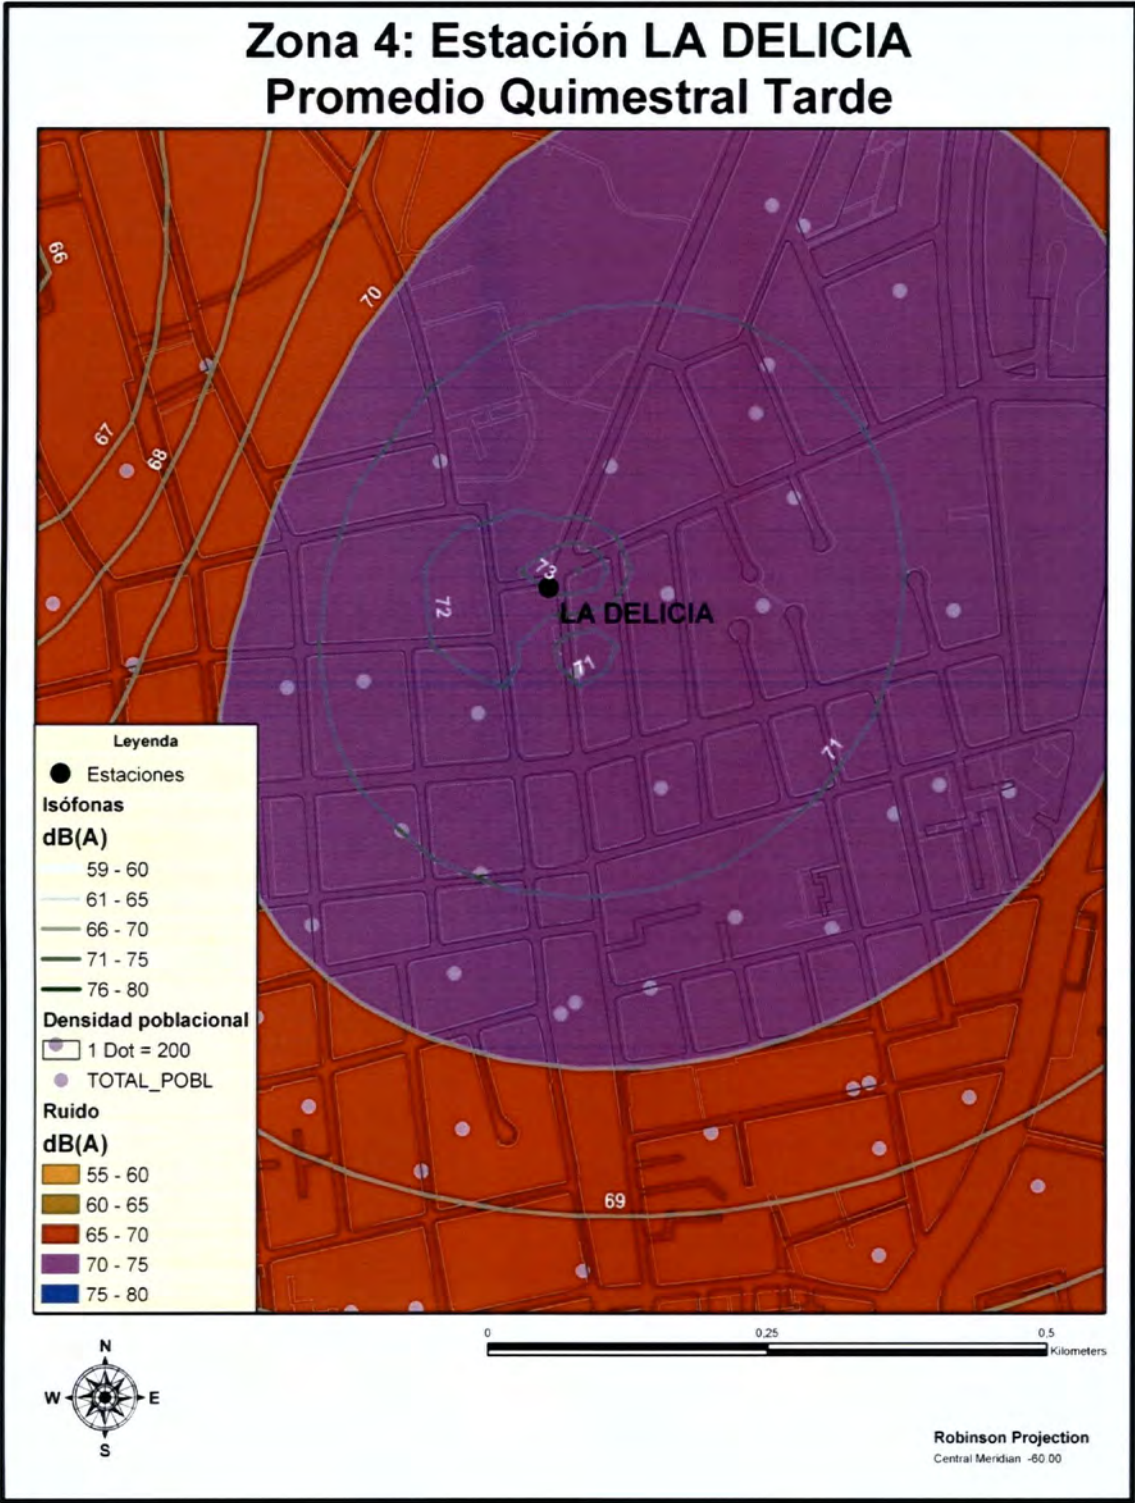 Zona 4: Estación LA DELICIA
Promedio Quimestral Tarde
66
70
67
68
73
72
LA DELICIA
71
71
69
Leyenda
Estaciones
Isófonas
dB(A)
59 - 60
61 - 65
66 - 70
71 - 75
76 - 80
Densidad poblacional
1 Dot = 200
TOTAL_POBL
Ruido
dB(A)
55 - 60
60 - 65
65 - 70
70 - 75
75 - 80
N
W E
S
0 0,25 0,5
Kilometers
Robinson Projection
Central Meridian -60.00